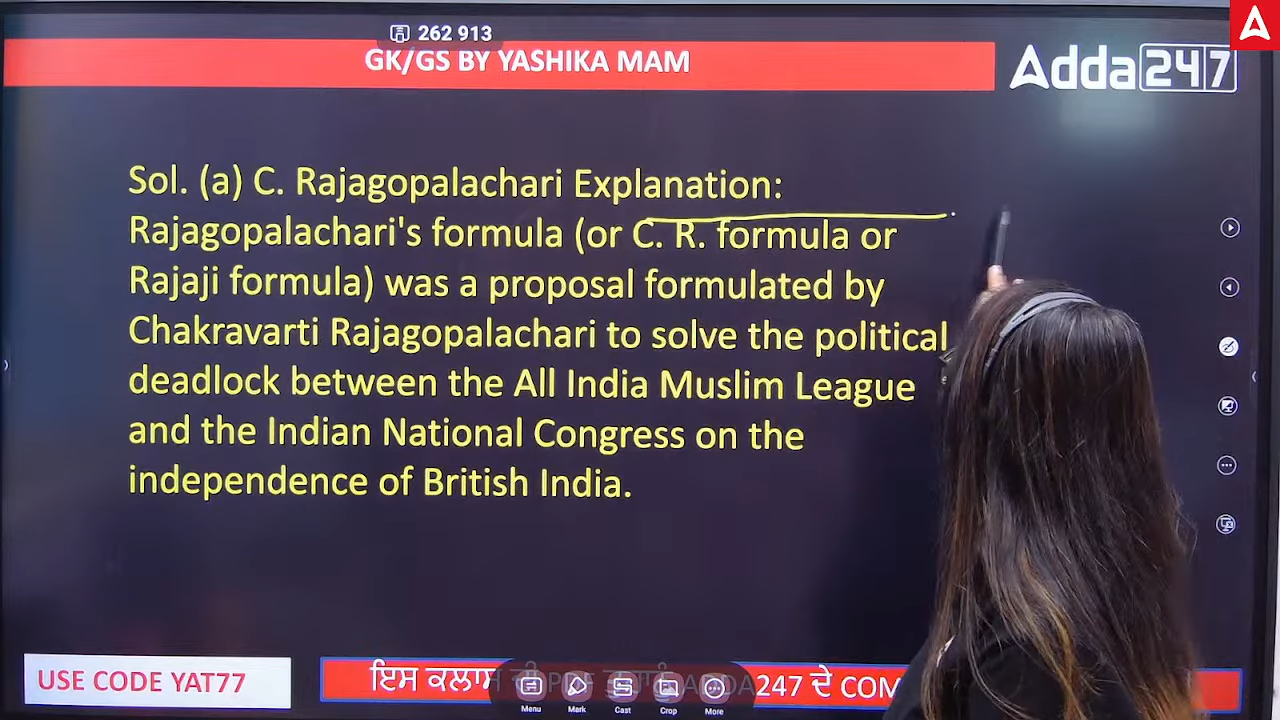 262 913
GK/GS BY YASHIKA MAM
Adda247
Sol. (a) C. Rajagopalachari Explanation:
Rajagopalachari's formula (or C. R. formula or
Rajaji formula) was a proposal formulated by
Chakravarti Rajagopalachari to solve the political
deadlock between the All India Muslim League
and the Indian National Congress on the
independence of British India.
USE CODE YAT77
ਇਸ ਕਲਾਸ PDF ADDA 247 ਦੇ COM
Menu Mark Cast Crop More